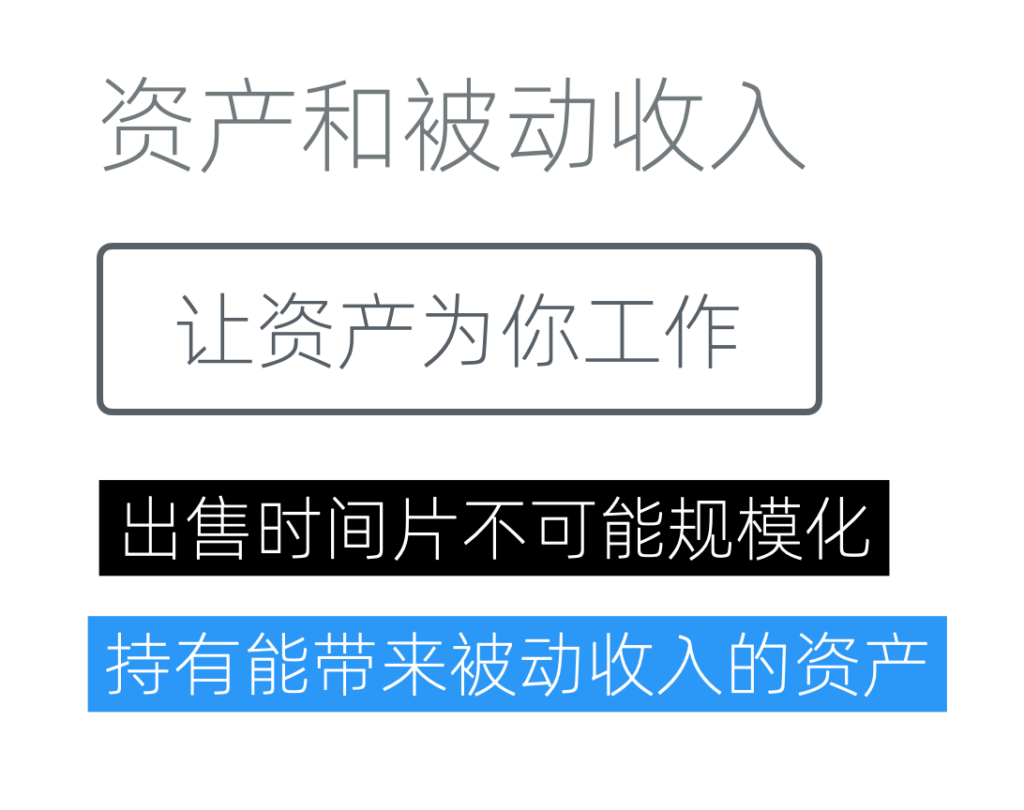 资产和被动收入
让资产为你工作
出售时间片不可能规模化
持有能带来被动收入的资产